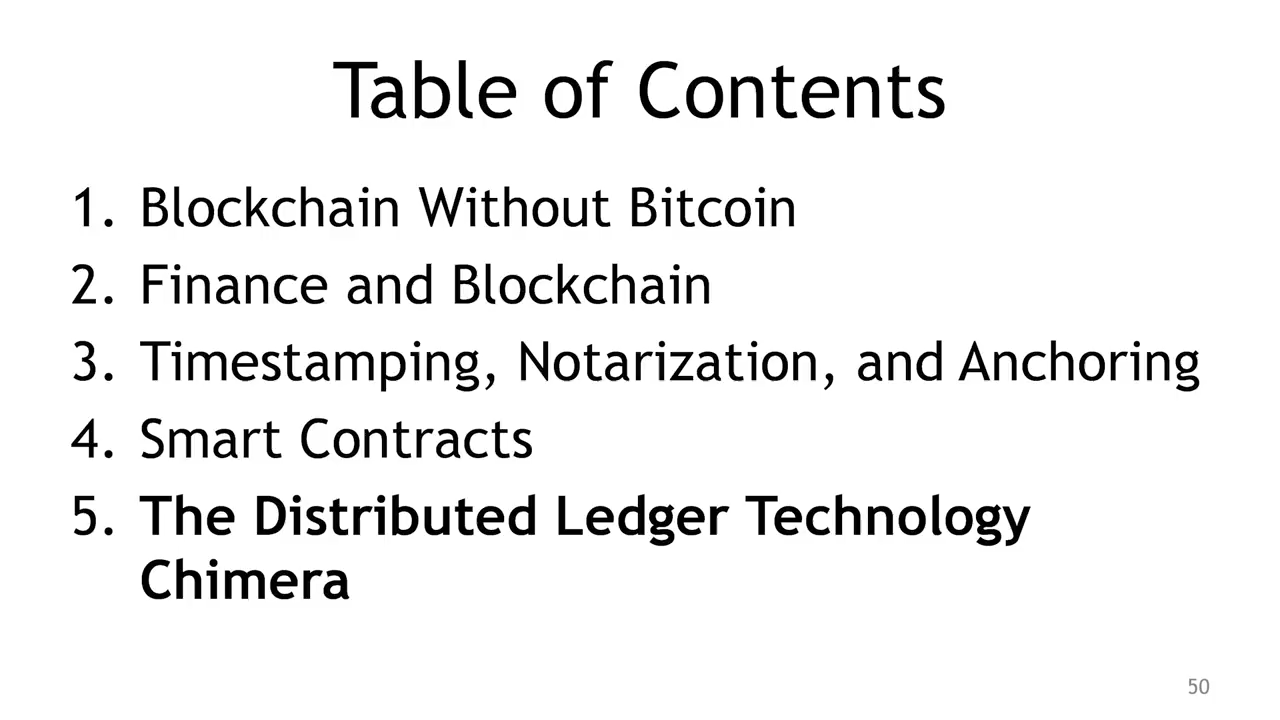 Table of Contents
1. Blockchain Without Bitcoin
2. Finance and Blockchain
3. Timestamping, Notarization, and Anchoring
4. Smart Contracts
5. The Distributed Ledger Technology
Chimera
50